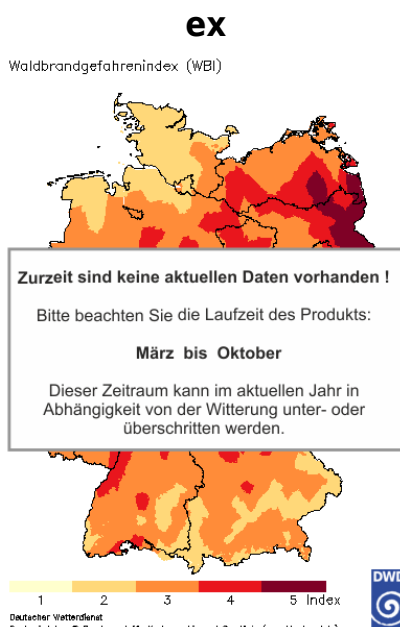 ex
Waldbrandgefahrenindex (WBI)
Zurzeit sind keine aktuellen Daten vorhanden !
Bitte beachten Sie die Laufzeit des Produkts:
März bis Oktober
Dieser Zeitraum kann im aktuellen Jahr in
Abhängigkeit von der Witterung unter- oder
überschritten werden.
1 2 3 4 5 Index
DWD
Deutscher Wetterdienst